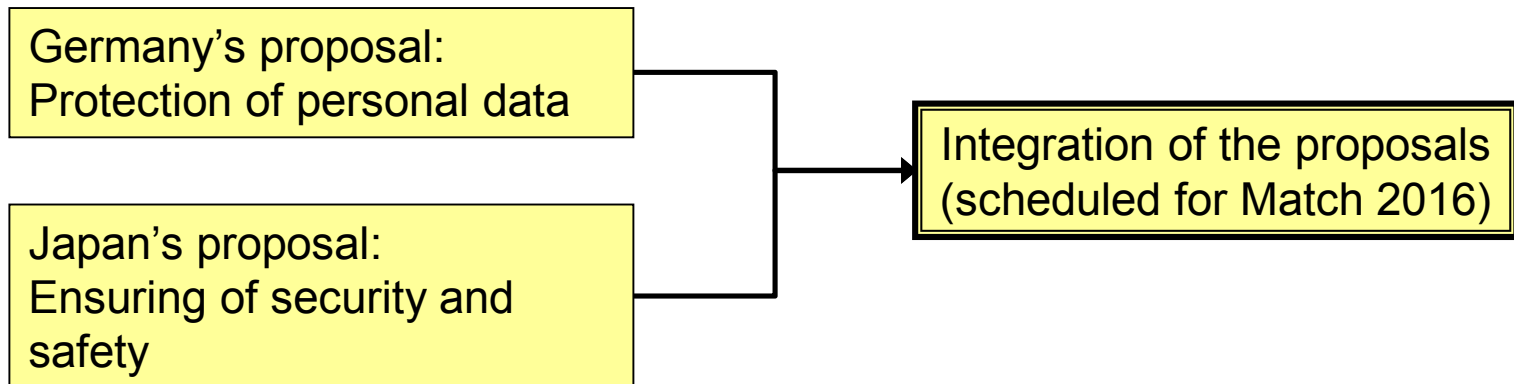 Germany’s proposal:
Protection of personal data
Japan’s proposal:
Ensuring of security and
safety
Integration of the proposals
(scheduled for Match 2016)